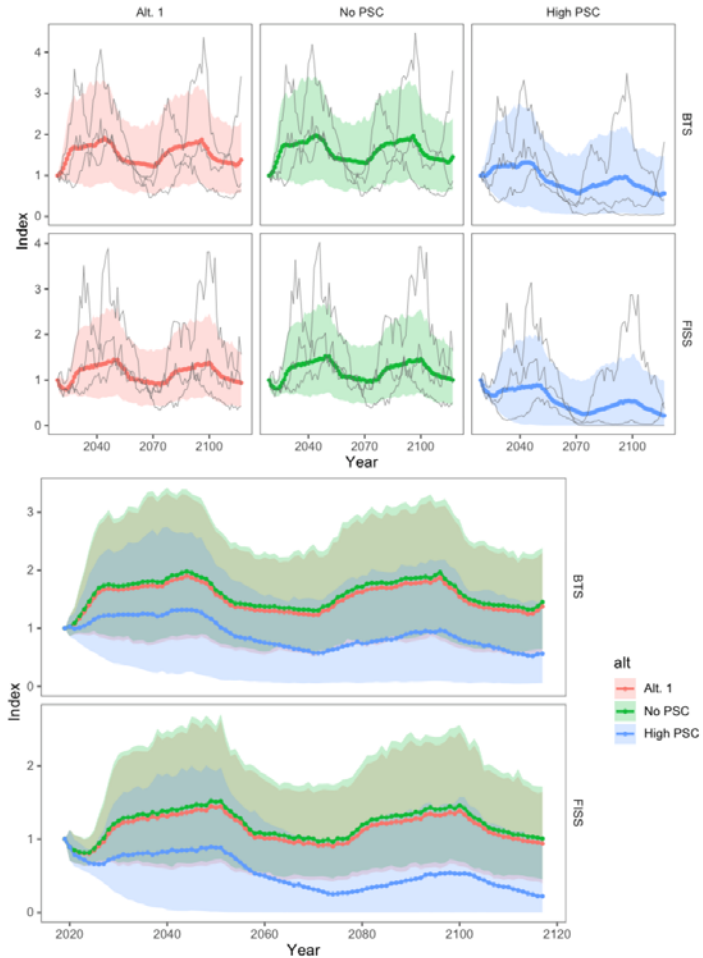 Alt. 1 No PSC High PSC
4
3
2
1
0
BTS
Index
4
3
2
1
0
FISS
2040 2070 2100 2040 2070 2100 2040 2070 2100
Year
3
2
1
0
BTS
Index
alt
Alt. 1
No PSC
High PSC
2
1
0
FISS
2020 2040 2060 2080 2100 2120
Year